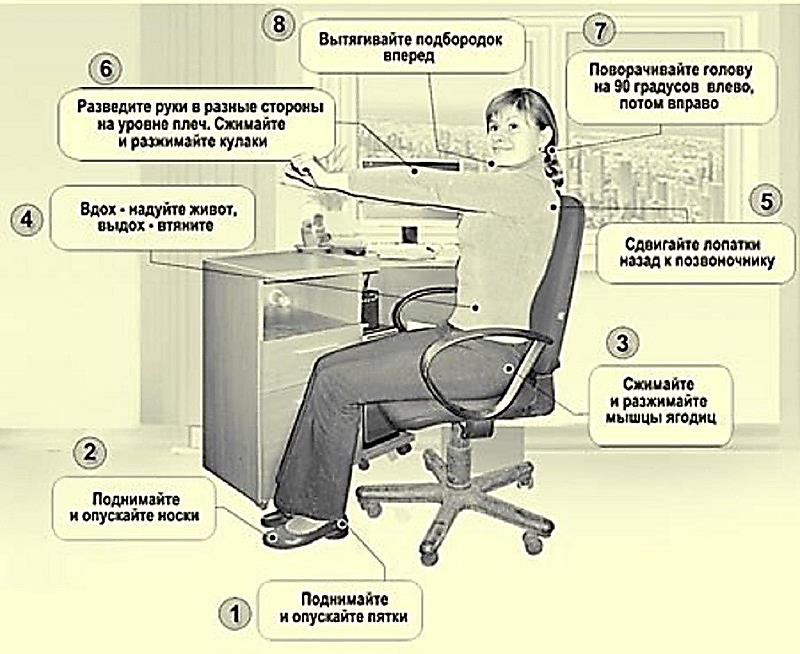 8
Вытягивайте подбородок
вперед
7
Поворачивайте голову
на 90 градусов влево,
потом вправо
6
Разведите руки в разные стороны
на уровне плеч. Сжимайте
и разжимайте кулаки
4
Вдох - надуйте живот,
выдох - втяните
5
Сдвигайте лопатки
назад к позвоночнику
3
Сжимайте
и разжимайте
мышцы ягодиц
2
Поднимайте
и опускайте носки
1
Поднимайте
и опускайте пятки